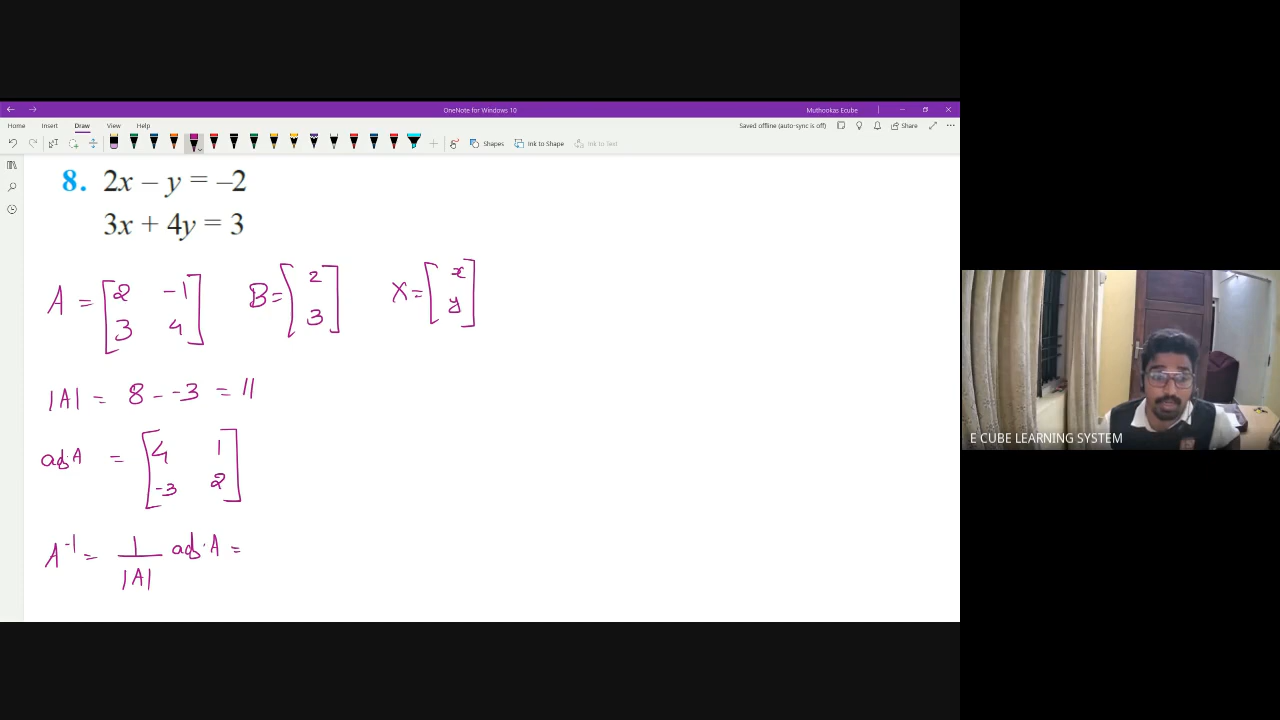 OneNote for Windows 10
Muthookas Ecube
Home Insert Draw View Help
Saved offline (auto-sync is off) Share
Shapes Ink to Shape Ink to Text
8. 2x – y = –2
3x + 4y = 3
A = [2 -1 B = [2 X = [x
3 4] 3] y]
|A| = 8 - -3 = 11
adj A = [4 1
-3 2]
A⁻¹ = 1/|A| adj A =
E CUBE LEARNING SYSTEM